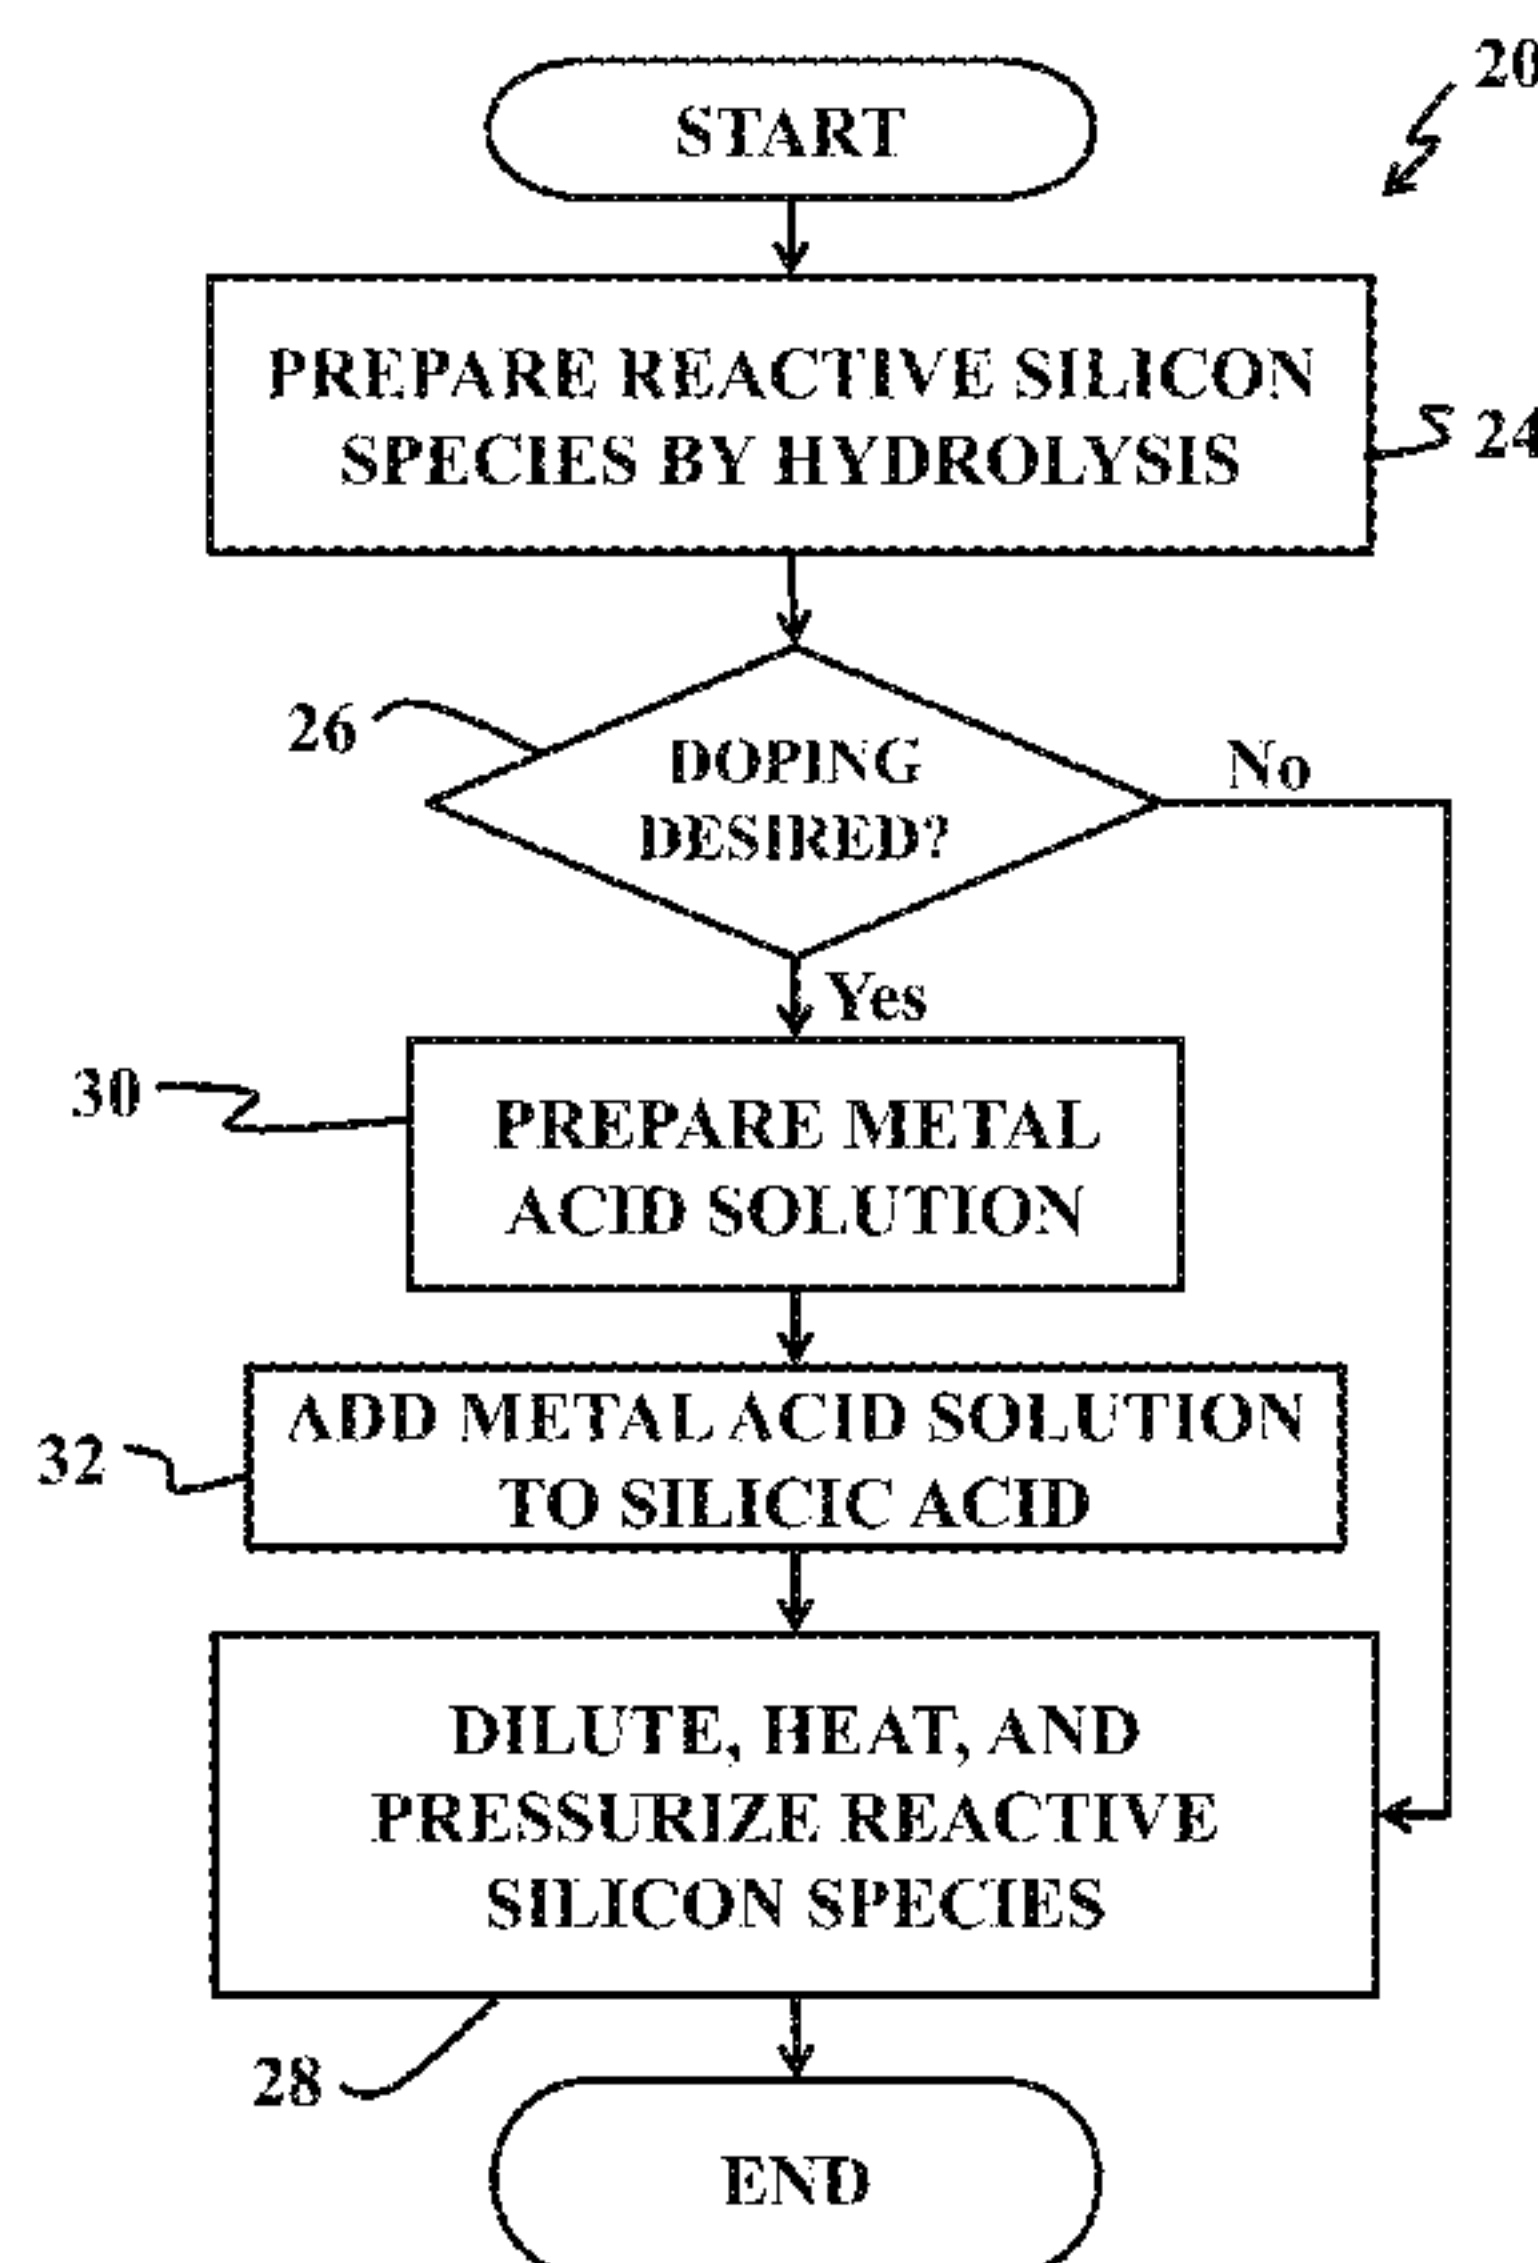 START
20
PREPARE REACTIVE SILICON
SPECIES BY HYDROLYSIS
24
26
DOPING
DESIRED?
No
Yes
30
PREPARE METAL
ACID SOLUTION
32
ADD METAL ACID SOLUTION
TO SILICIC ACID
DILUTE, HEAT, AND
PRESSURIZE REACTIVE
SILICON SPECIES
28
END